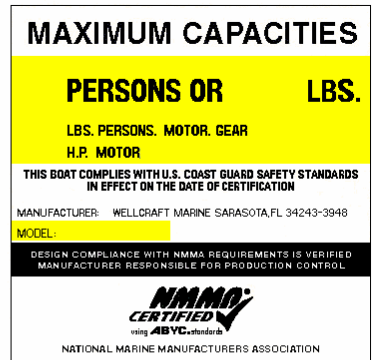 MAXIMUM CAPACITIES
PERSONS OR LBS.
LBS. PERSONS. MOTOR. GEAR
H.P. MOTOR
THIS BOAT COMPLIES WITH U.S. COAST GUARD SAFETY STANDARDS
IN EFFECT ON THE DATE OF CERTIFICATION
MANUFACTURER: WELLCRAFT MARINE SARASOTA,FL 34243-3948
MODEL:
DESIGN COMPLIANCE WITH NMMA REQUIREMENTS IS VERIFIED
MANUFACTURER RESPONSIBLE FOR PRODUCTION CONTROL
NMMA
CERTIFIED
using ABYC standards
NATIONAL MARINE MANUFACTURERS ASSOCIATION